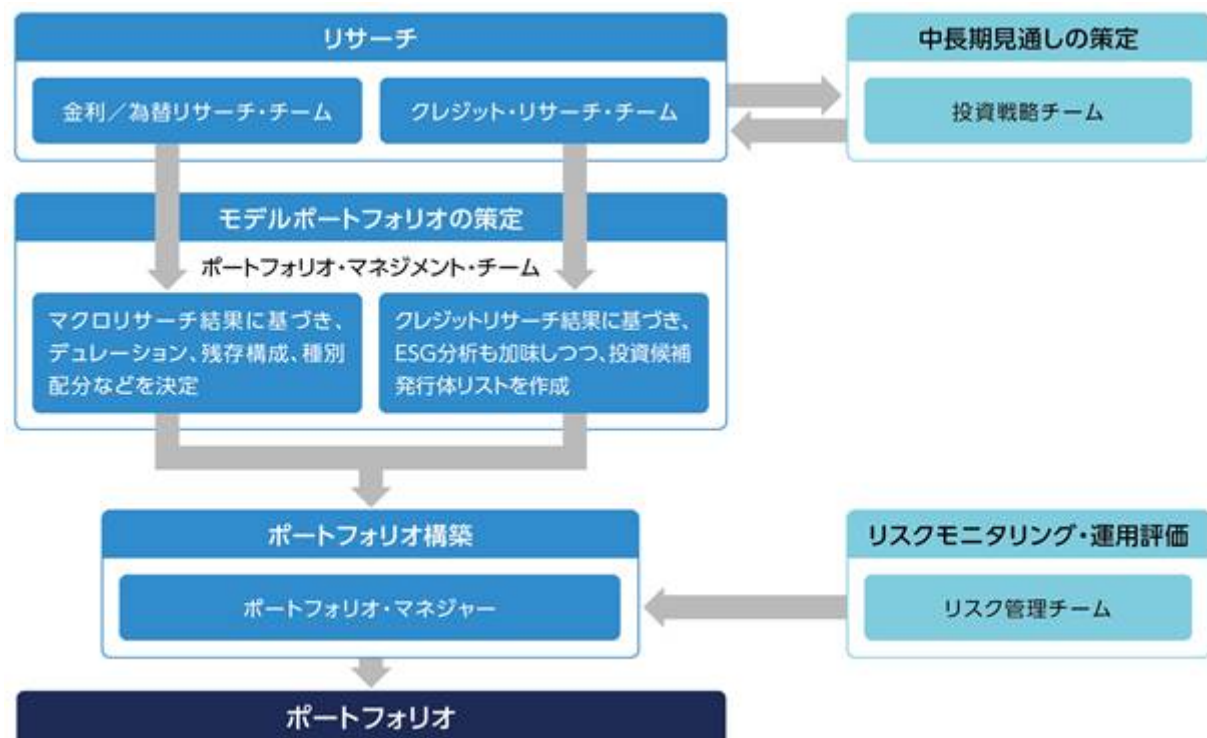 リサーチ
金利／為替リサーチ・チーム
クレジット・リサーチ・チーム
中長期見通しの策定
投資戦略チーム
モデルポートフォリオの策定
ポートフォリオ・マネジメント・チーム
マクロリサーチ結果に基づき、
デュレーション、残存構成、種別
配分などを決定
クレジットリサーチ結果に基づき、
ESG分析も加味しつつ、投資候補
発行体リストを作成
ポートフォリオ構築
ポートフォリオ・マネジャー
リスクモニタリング・運用評価
リスク管理チーム
ポートフォリオ